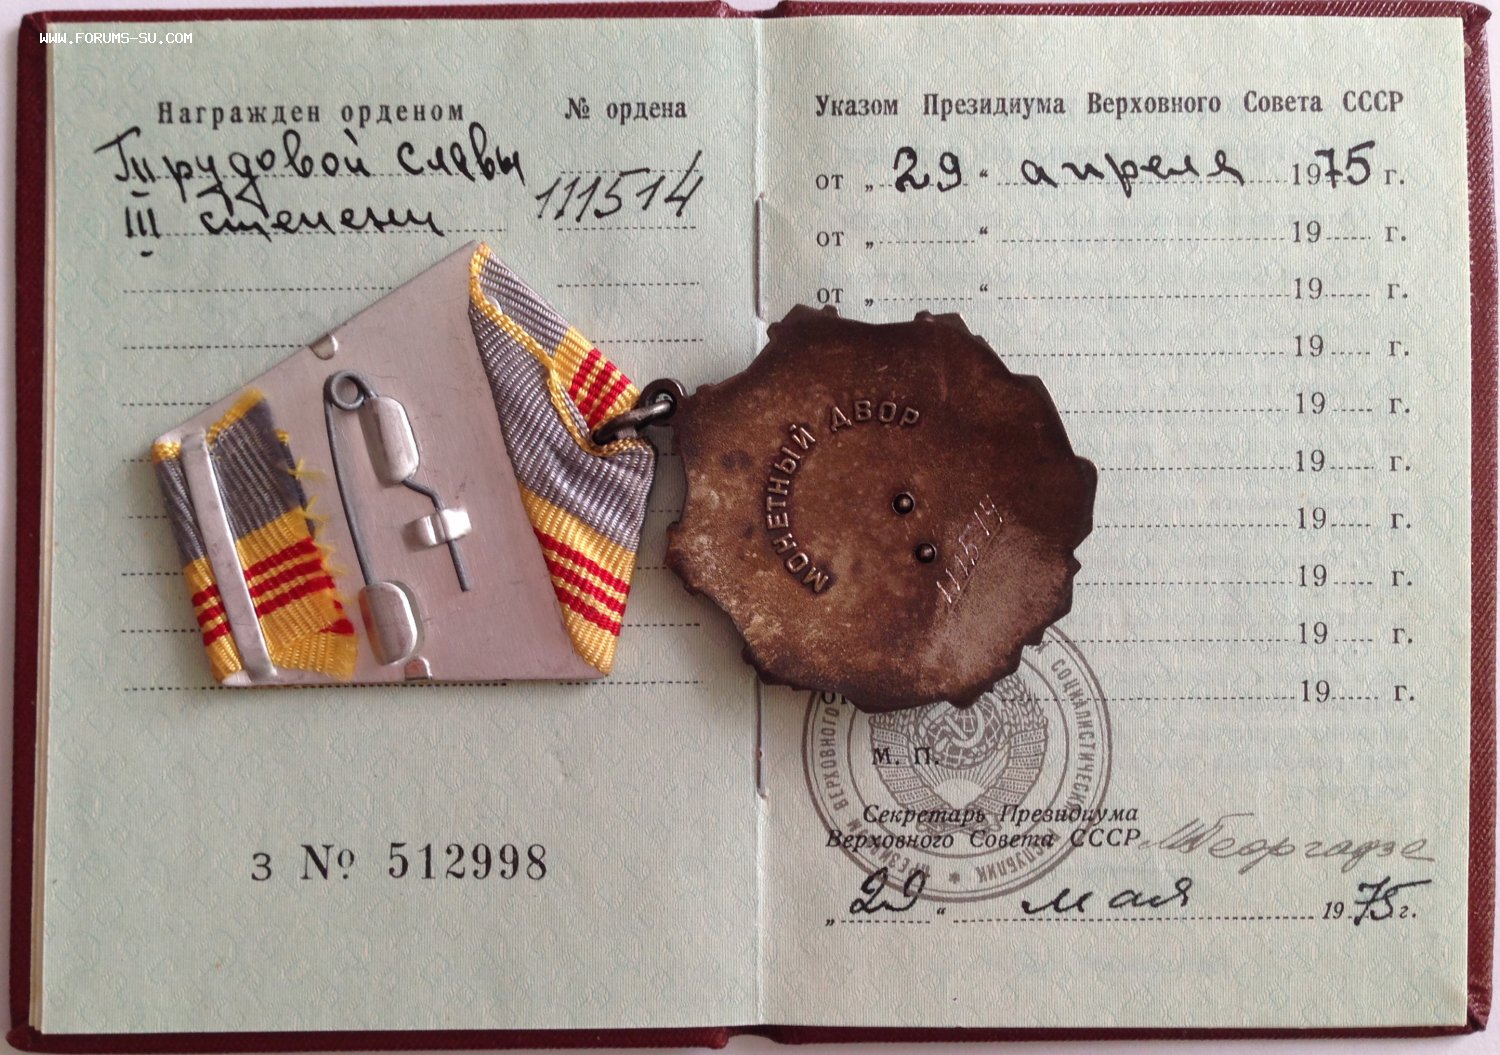 WWW.FORUMS-SU.COM
Награжден орденом
№ ордена
Трудовой славы
111514
III степени
З № 512998
Указом Президиума Верховного Совета СССР
от „ 29 “ апреля 1975 г.
от „ “ 19 г.
от „ “ 19 г.
19 г.
19 г.
19 г.
19 г.
19 г.
19 г.
19 г.
МОНЕТНЫЙ ДВОР
111514
М. П.
Секретарь Президиума
Верховного Совета СССР МГеоргадзе
„ 29 “ мая 1975 г.